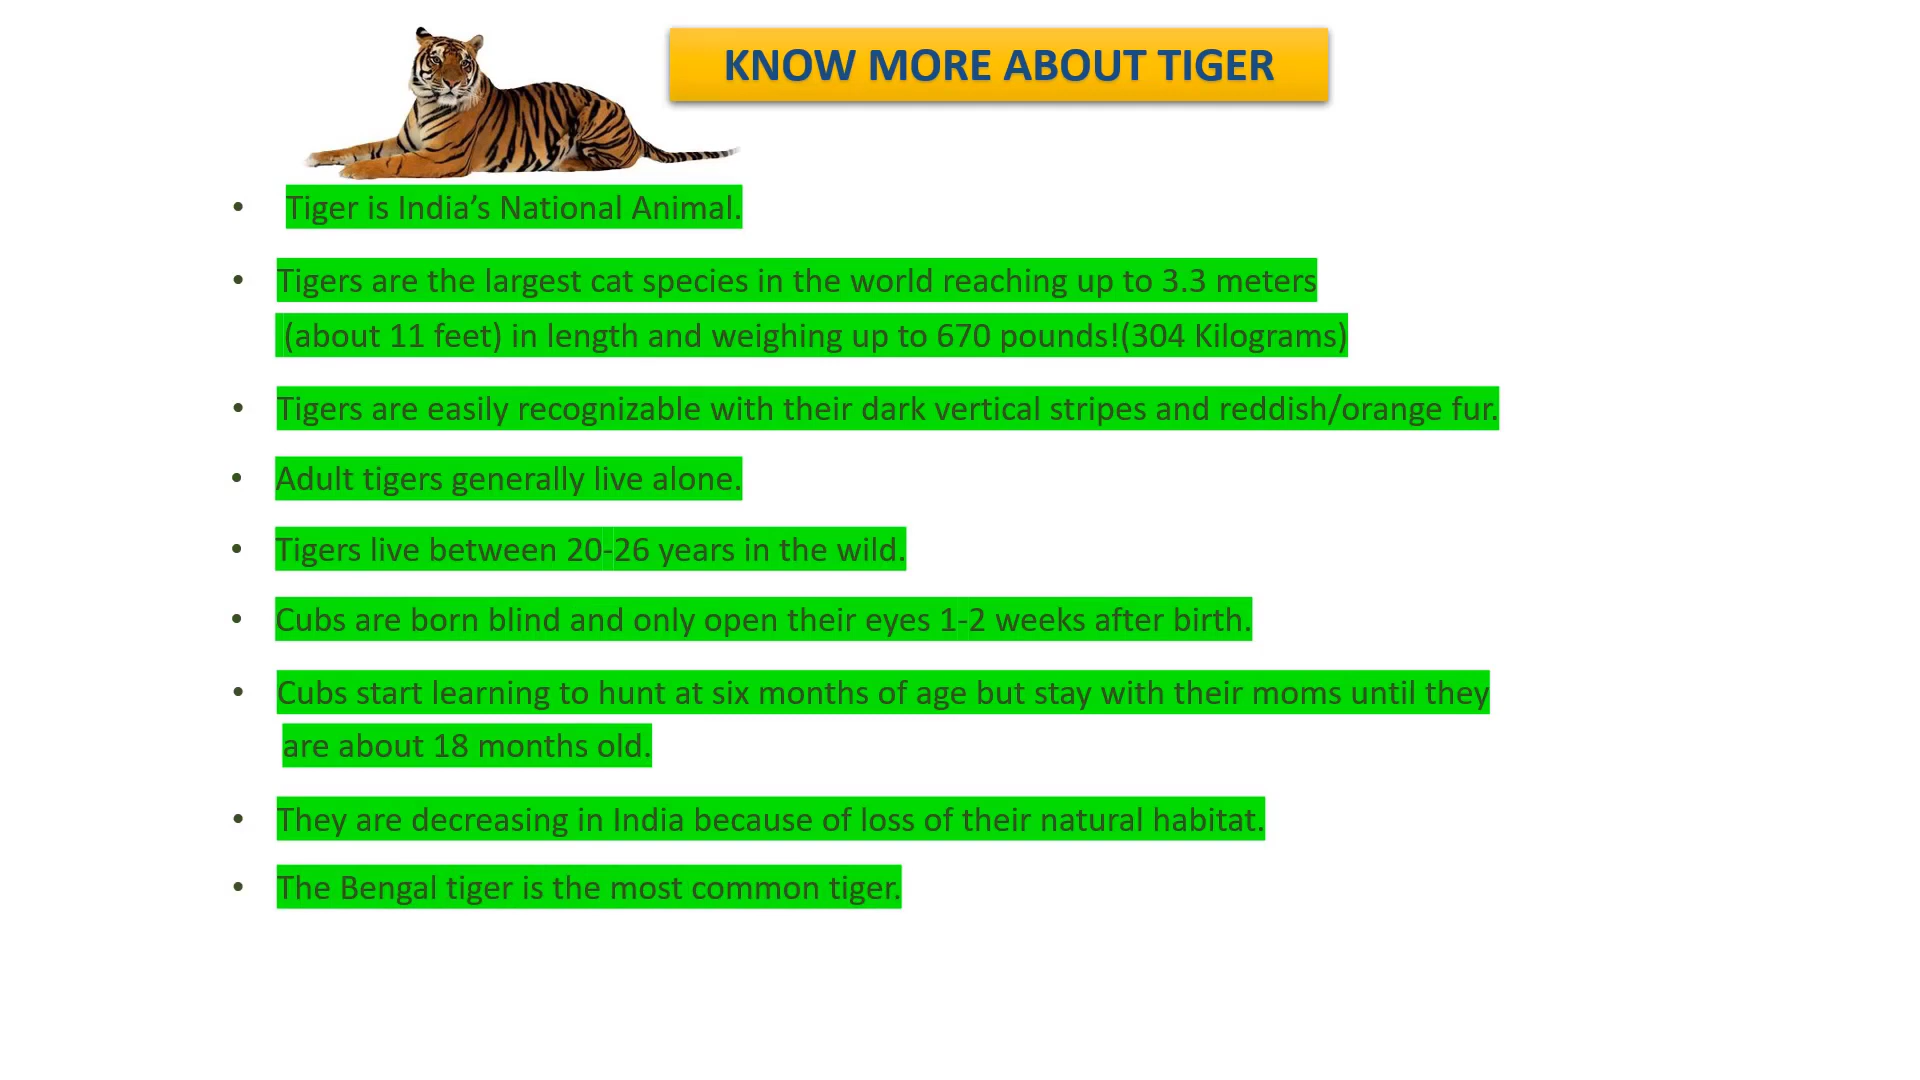 KNOW MORE ABOUT TIGER
• Tiger is India’s National Animal.
• Tigers are the largest cat species in the world reaching up to 3.3 meters
(about 11 feet) in length and weighing up to 670 pounds!(304 Kilograms)
• Tigers are easily recognizable with their dark vertical stripes and reddish/orange fur.
• Adult tigers generally live alone.
• Tigers live between 20-26 years in the wild.
• Cubs are born blind and only open their eyes 1-2 weeks after birth.
• Cubs start learning to hunt at six months of age but stay with their moms until they
are about 18 months old.
• They are decreasing in India because of loss of their natural habitat.
• The Bengal tiger is the most common tiger.